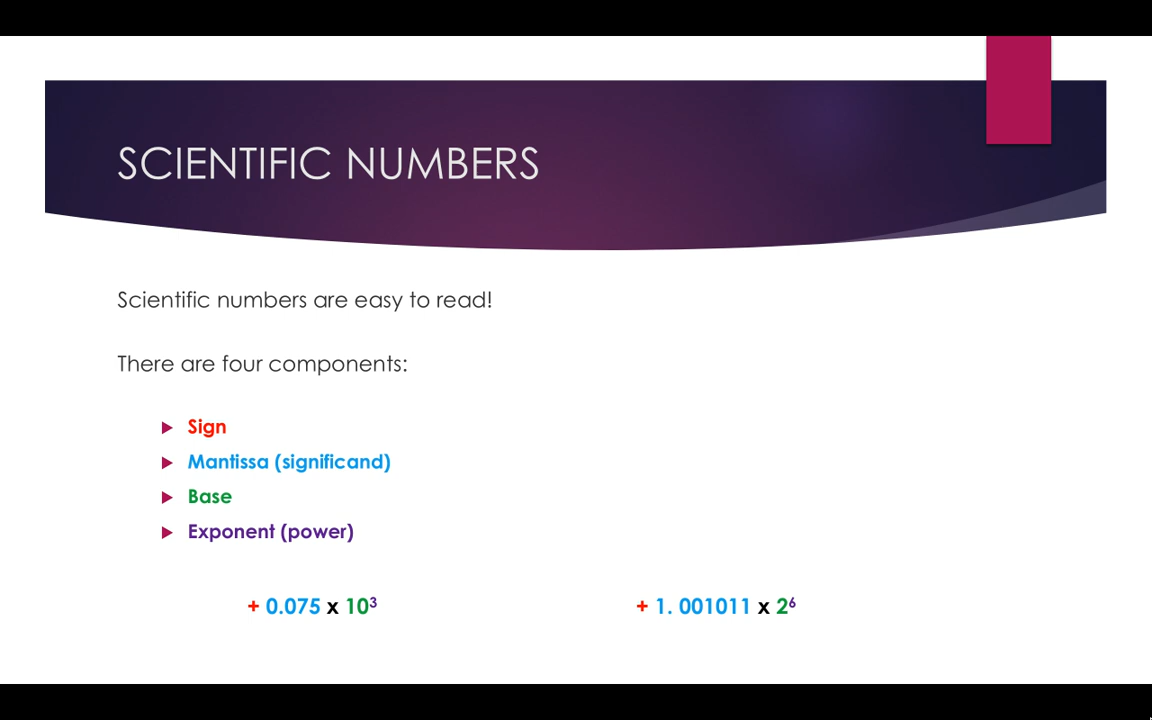 SCIENTIFIC NUMBERS
Scientific numbers are easy to read!
There are four components:
Sign
Mantissa (significand)
Base
Exponent (power)
+ 0.075 x 10³
+ 1. 001011 x 2⁶